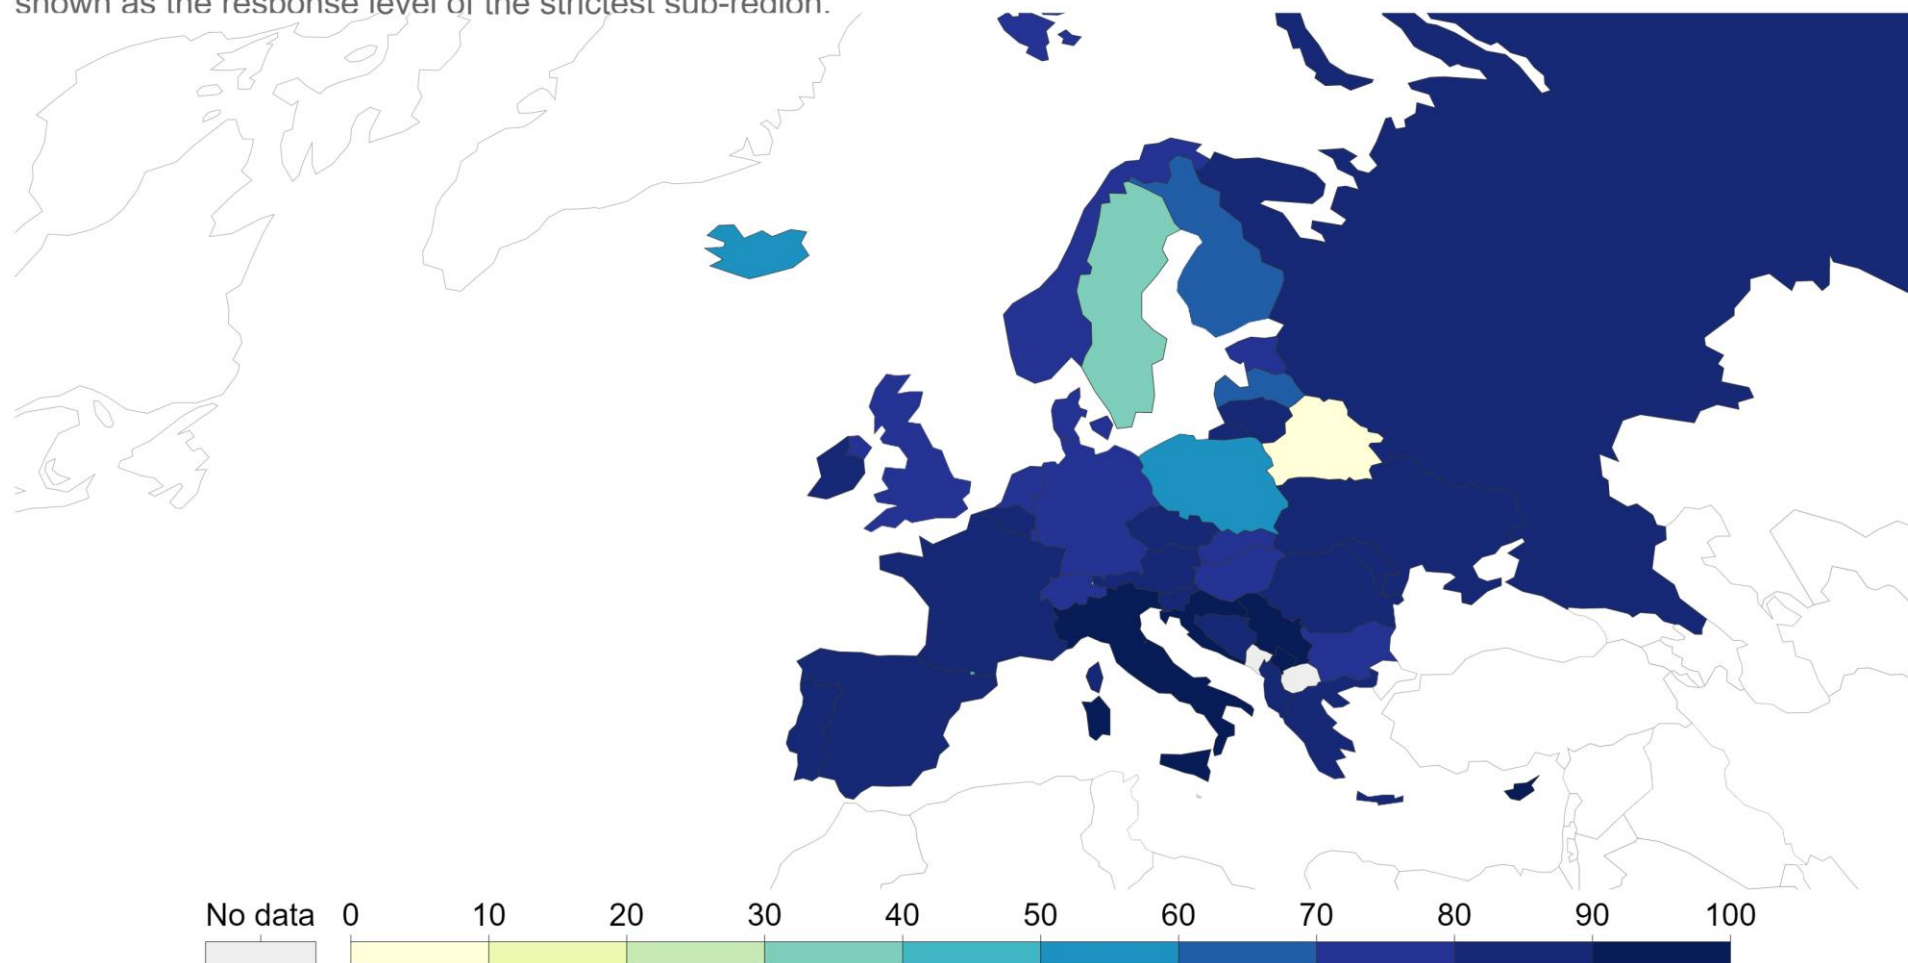 shown as the response level of the strictest sub-region.
No data 0 10 20 30 40 50 60 70 80 90 100